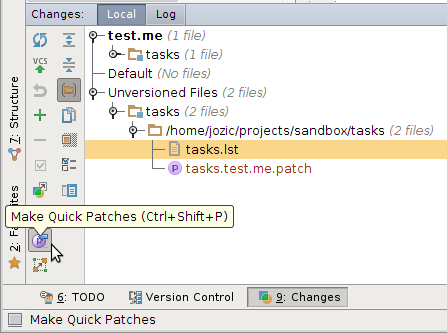 Changes: Local Log
test.me (1 file)
tasks (1 file)
Default (No files)
Unversioned Files (2 files)
tasks (2 files)
/home/jozic/projects/sandbox/tasks (2 files)
tasks.lst
P tasks.test.me.patch
VCS
7: Structure
2: Favorites
Make Quick Patches (Ctrl+Shift+P)
P
6: TODO Version Control 9: Changes
Make Quick Patches